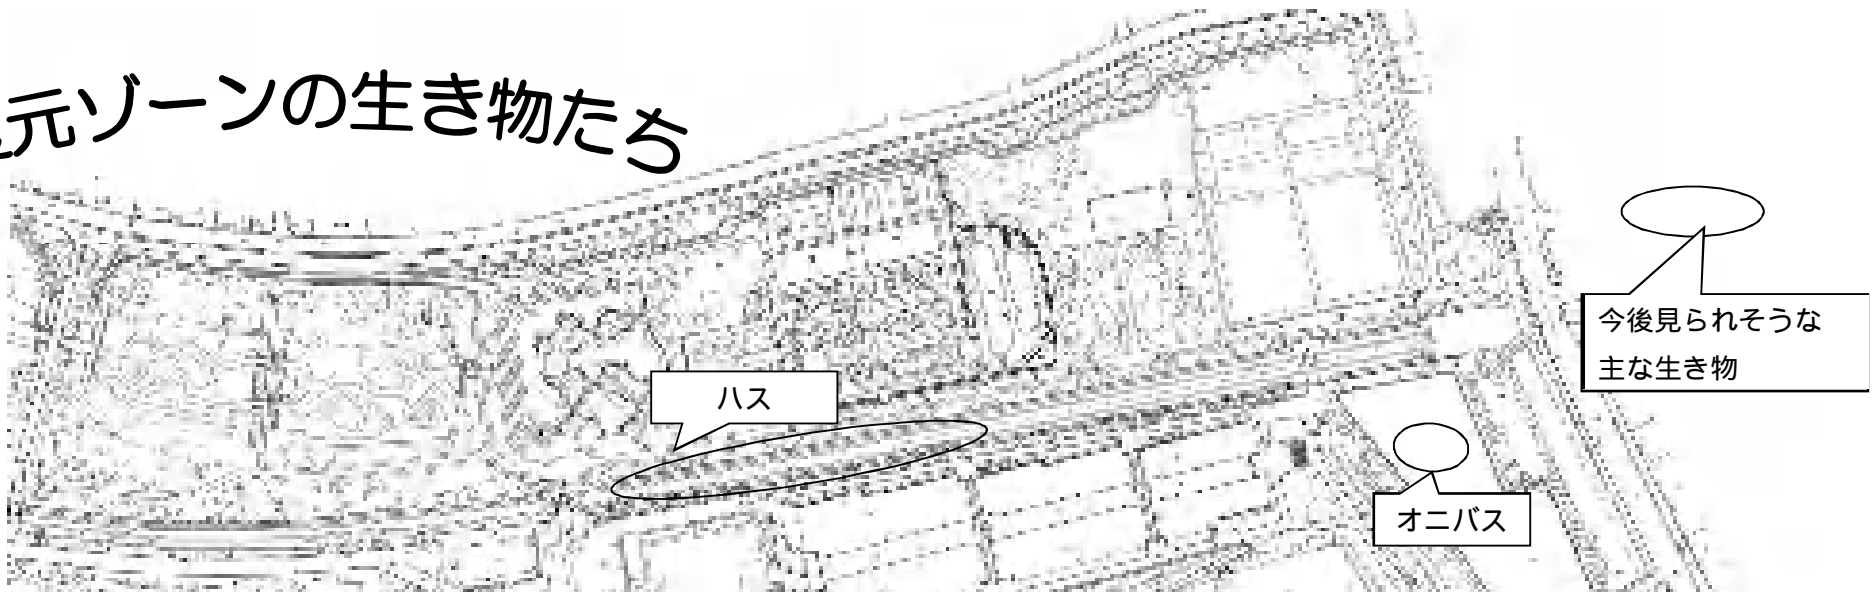 元ゾーンの生き物たち
今後見られそうな
主な生き物
ハス
オニバス